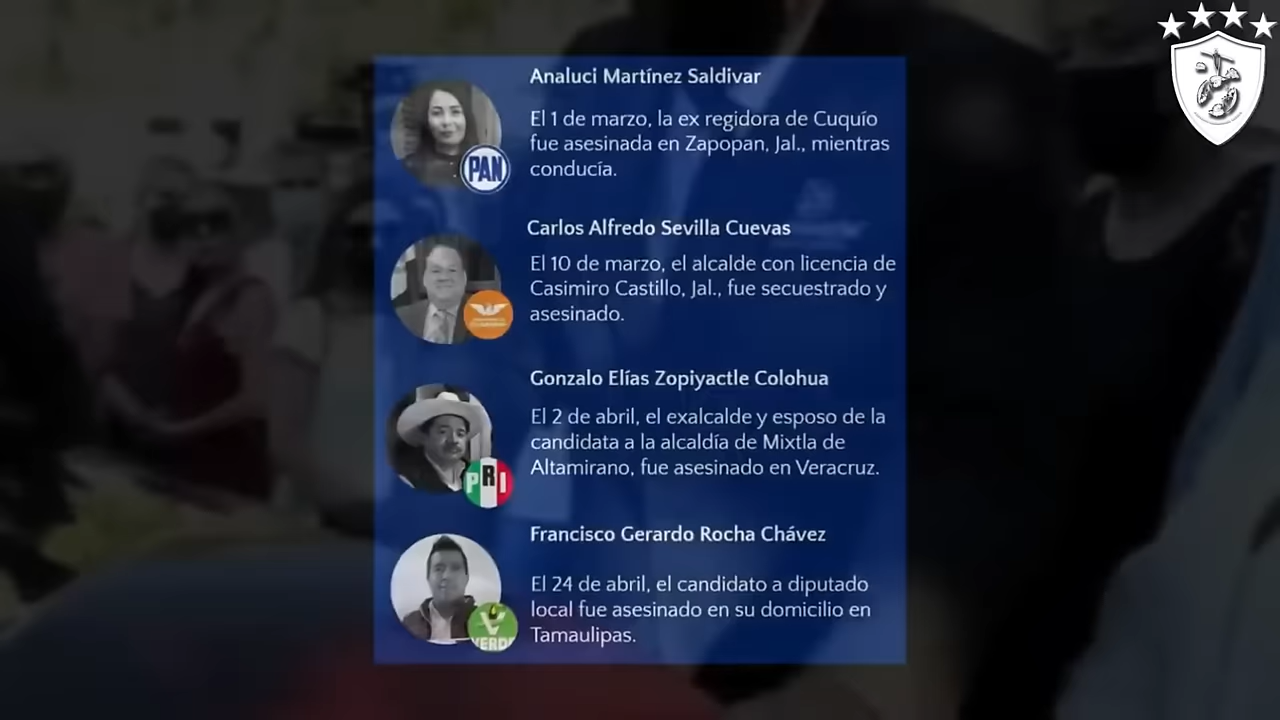 Analuci Martínez Saldivar
El 1 de marzo, la ex regidora de Cuquío
fue asesinada en Zapopan, Jal., mientras
conducía.
PAN
Carlos Alfredo Sevilla Cuevas
El 10 de marzo, el alcalde con licencia de
Casimiro Castillo, Jal., fue secuestrado y
asesinado.
Gonzalo Elías Zopiyactle Colohua
El 2 de abril, el exalcalde y esposo de la
candidata a la alcaldía de Mixtla de
Altamirano, fue asesinado en Veracruz.
PRI
Francisco Gerardo Rocha Chávez
El 24 de abril, el candidato a diputado
local fue asesinado en su domicilio en
Tamaulipas.
VERDE